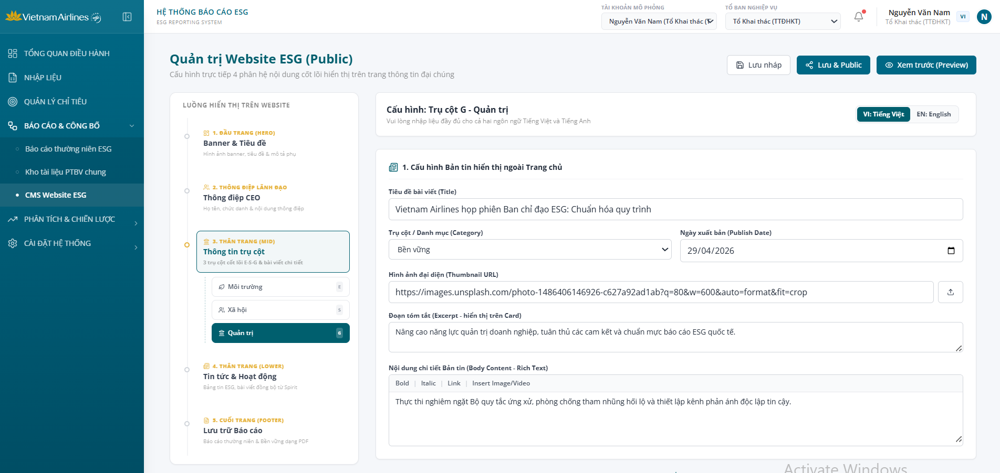 VietnamAirlines
HỆ THỐNG BÁO CÁO ESG
ESG REPORTING SYSTEM
TÀI KHOẢN MÔ PHỎNG
Nguyễn Văn Nam (Tổ Khai thác (T
TỔ BAN NGHIỆP VỤ
Tổ Khai thác (TTĐHKT)
Nguyễn Văn Nam
Tổ Khai thác (TTĐHKT)
VI
N
TỔNG QUAN ĐIỀU HÀNH
NHẬP LIỆU
QUẢN LÝ CHỈ TIÊU
BÁO CÁO & CÔNG BỐ
Báo cáo thường niên ESG
Kho tài liệu PTBV chung
CMS Website ESG
PHÂN TÍCH & CHIẾN LƯỢC
CÀI ĐẶT HỆ THỐNG
Quản trị Website ESG (Public)
Cấu hình trực tiếp 4 phân hệ nội dung cốt lõi hiển thị trên trang thông tin đại chúng
Lưu nháp
Lưu & Public
Xem trước (Preview)
LUỒNG HIỂN THỊ TRÊN WEBSITE
1. ĐẦU TRANG (HERO)
Banner & Tiêu đề
Hình ảnh banner, tiêu đề & mô tả phụ
2. THÔNG ĐIỆP LÃNH ĐẠO
Thông điệp CEO
Họ tên, chức danh & nội dung thông điệp
3. THÂN TRANG (MID)
Thông tin trụ cột
3 trụ cột cốt lõi E-S-G & bài viết chi tiết
Môi trường
E
Xã hội
S
Quản trị
G
4. THÂN TRANG (LOWER)
Tin tức & Hoạt động
Bảng tin ESG, bài viết đồng bộ từ Spirit
5. CUỐI TRANG (FOOTER)
Lưu trữ Báo cáo
Báo cáo thường niên & Bền vững dạng PDF
Cấu hình: Trụ cột G - Quản trị
Vui lòng nhập liệu đầy đủ cho cả hai ngôn ngữ Tiếng Việt và Tiếng Anh
VI: Tiếng Việt
EN: English
1. Cấu hình Bản tin hiển thị ngoài Trang chủ
Tiêu đề bài viết (Title)
Vietnam Airlines họp phiên Ban chỉ đạo ESG: Chuẩn hóa quy trình
Trụ cột / Danh mục (Category)
Bền vững
Ngày xuất bản (Publish Date)
29/04/2026
Hình ảnh đại diện (Thumbnail URL)
https://images.unsplash.com/photo-1486406146926-c627a92ad1ab?q=80&w=600&auto=format&fit=crop
Đoạn tóm tắt (Excerpt - hiển thị trên Card)
Nâng cao năng lực quản trị doanh nghiệp, tuân thủ các cam kết và chuẩn mực báo cáo ESG quốc tế.
Nội dung chi tiết Bản tin (Body Content - Rich Text)
Bold | Italic | Link | Insert Image/Video
Thực thi nghiêm ngặt Bộ quy tắc ứng xử, phòng chống tham nhũng hối lộ và thiết lập kênh phản ánh độc lập tin cậy.
Activate Windows